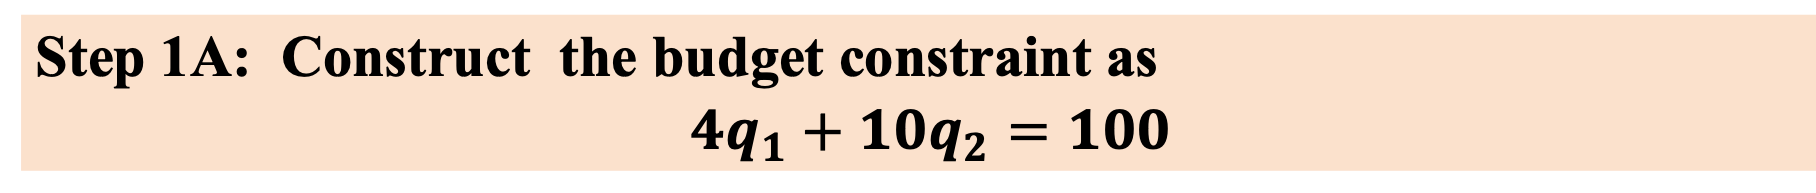 Step 1A: Construct the budget constraint as
4q₁ + 10q₂ = 100